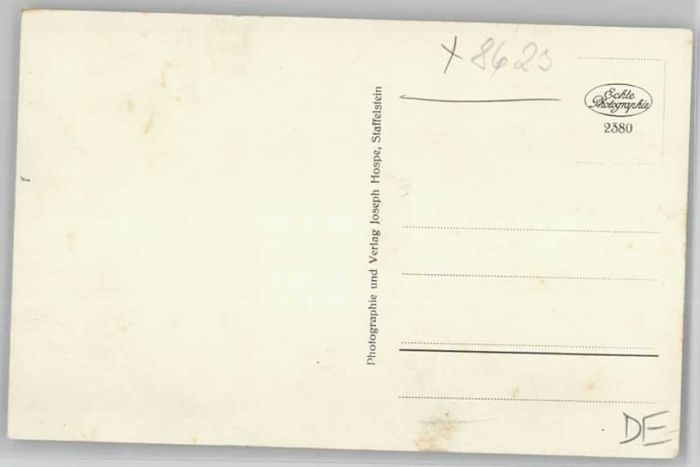 x 8623
Echte
Photographie
2380
Photographie und Verlag Joseph Hospe, Staffelstein
DE